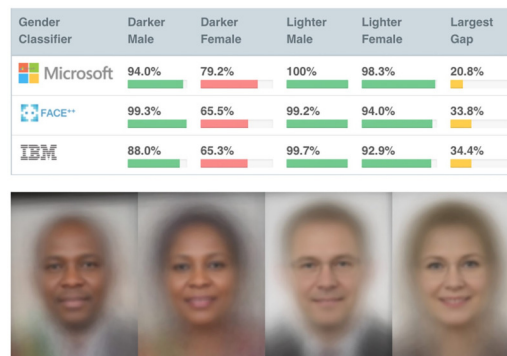 Gender Classifier Darker Male Darker Female Lighter Male Lighter Female Largest Gap
Microsoft 94.0% 79.2% 100% 98.3% 20.8%
FACE++ 99.3% 65.5% 99.2% 94.0% 33.8%
IBM 88.0% 65.3% 99.7% 92.9% 34.4%